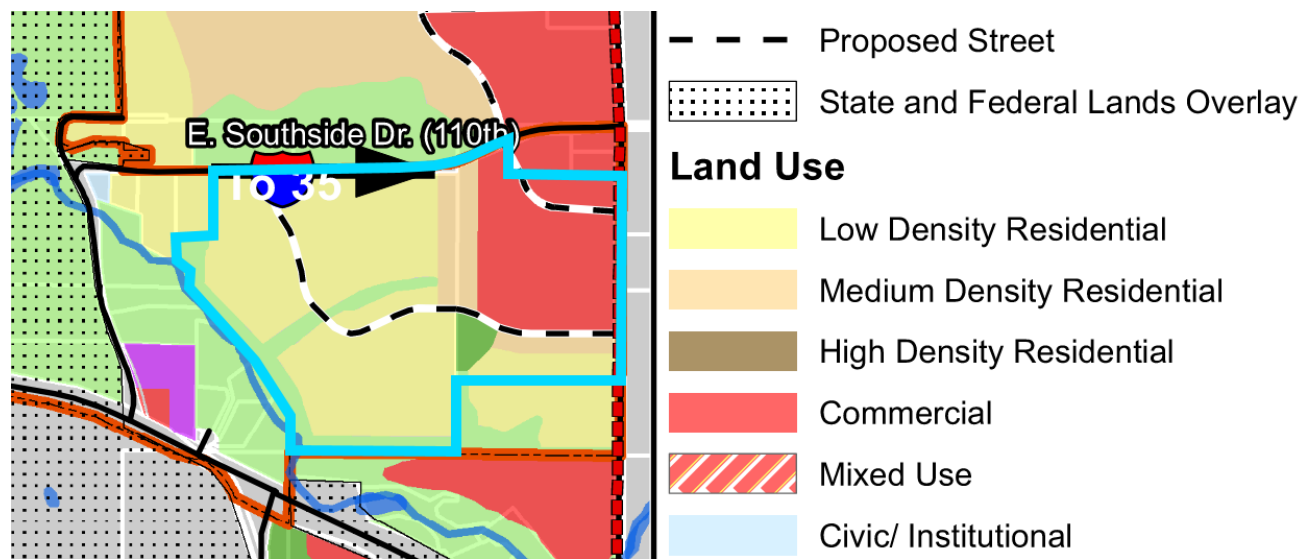 E. Southside Dr. (110th)
To 35
Proposed Street
State and Federal Lands Overlay
Land Use
Low Density Residential
Medium Density Residential
High Density Residential
Commercial
Mixed Use
Civic/ Institutional